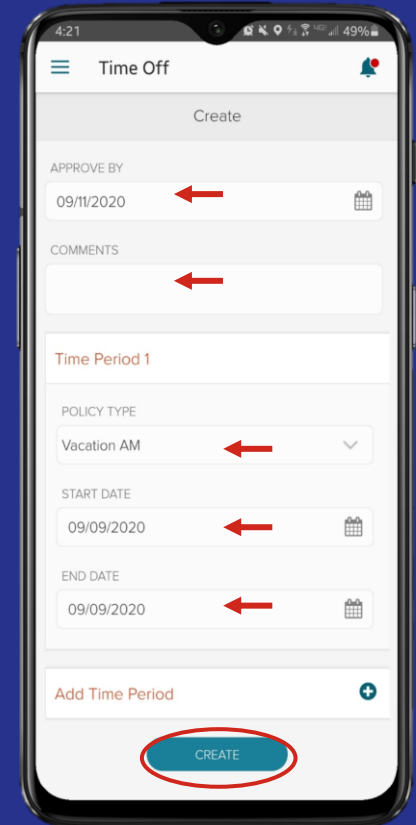 4:21 49%
Time Off
Create
APPROVE BY
09/11/2020
COMMENTS
Time Period 1
POLICY TYPE
Vacation AM
START DATE
09/09/2020
END DATE
09/09/2020
Add Time Period
CREATE